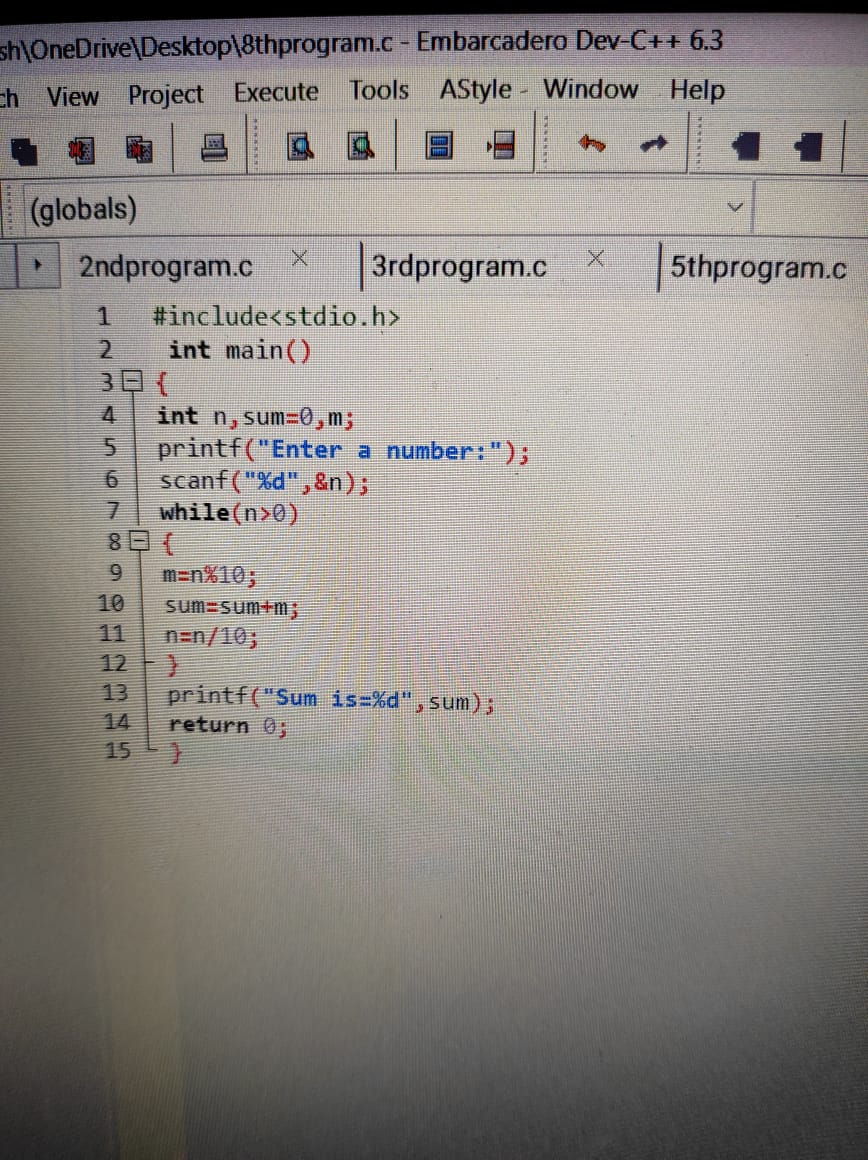 sh\OneDrive\Desktop\8thprogram.c - Embarcadero Dev-C++ 6.3
ch View Project Execute Tools AStyle - Window Help
(globals)
2ndprogram.c 3rdprogram.c 5thprogram.c
1 #include<stdio.h>
2 int main()
3 {
4 int n,sum=0,m;
5 printf("Enter a number:");
6 scanf("%d",&n);
7 while(n>0)
8 {
9 m=n%10;
10 sum=sum+m;
11 n=n/10;
12 }
13 printf("Sum is=%d",sum);
14 return 0;
15 }